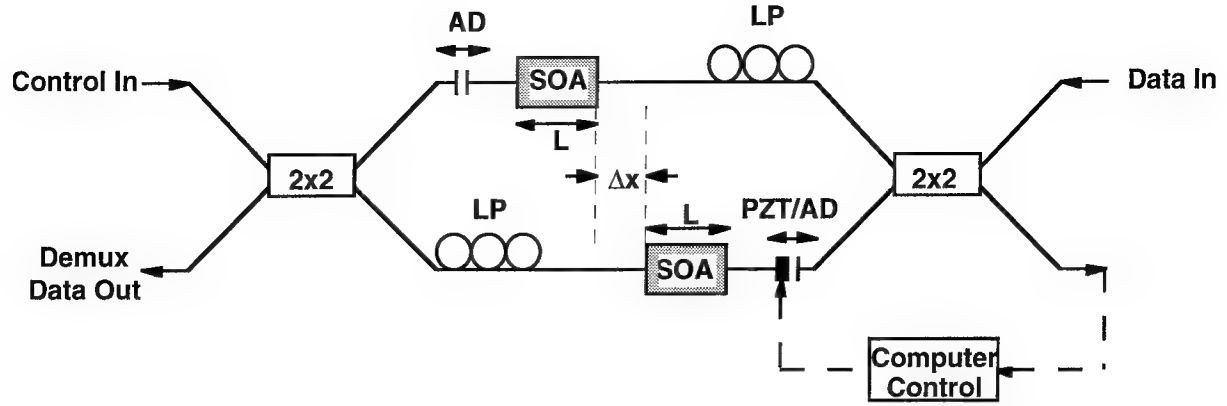 AD
LP
Control In
SOA
Data In
L
2x2
Δx
2x2
LP
L
PZT/AD
Demux
Data Out
SOA
Computer
Control